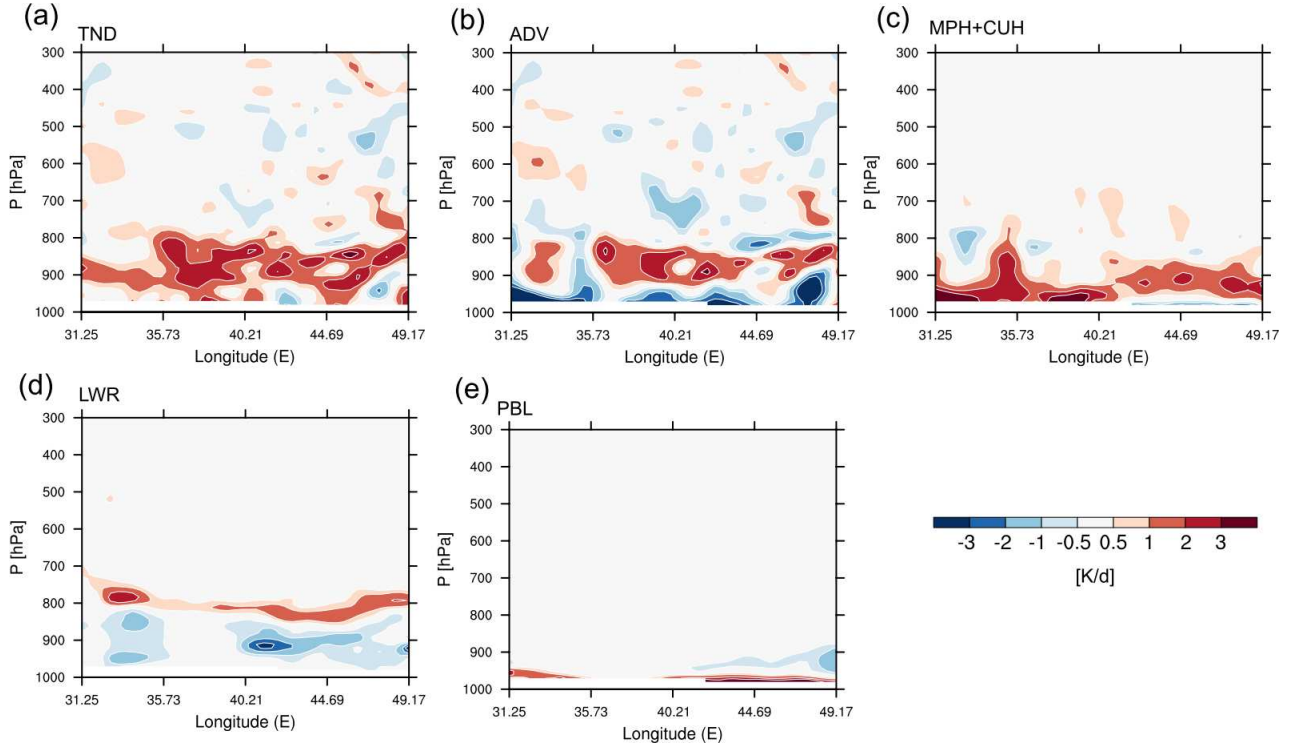 (a) TND
300
400
500
600
700
800
900
1000
P [hPa]
31.25 35.73 40.21 44.69 49.17
Longitude (E)
(b) ADV
300
400
500
600
700
800
900
1000
P [hPa]
31.25 35.73 40.21 44.69 49.17
Longitude (E)
(c) MPH+CUH
300
400
500
600
700
800
900
1000
P [hPa]
31.25 35.73 40.21 44.69 49.17
Longitude (E)
(d) LWR
300
400
500
600
700
800
900
1000
P [hPa]
31.25 35.73 40.21 44.69 49.17
Longitude (E)
(e) PBL
300
400
500
600
700
800
900
1000
P [hPa]
31.25 35.73 40.21 44.69 49.17
Longitude (E)
-3 -2 -1 -0.5 0.5 1 2 3
[K/d]